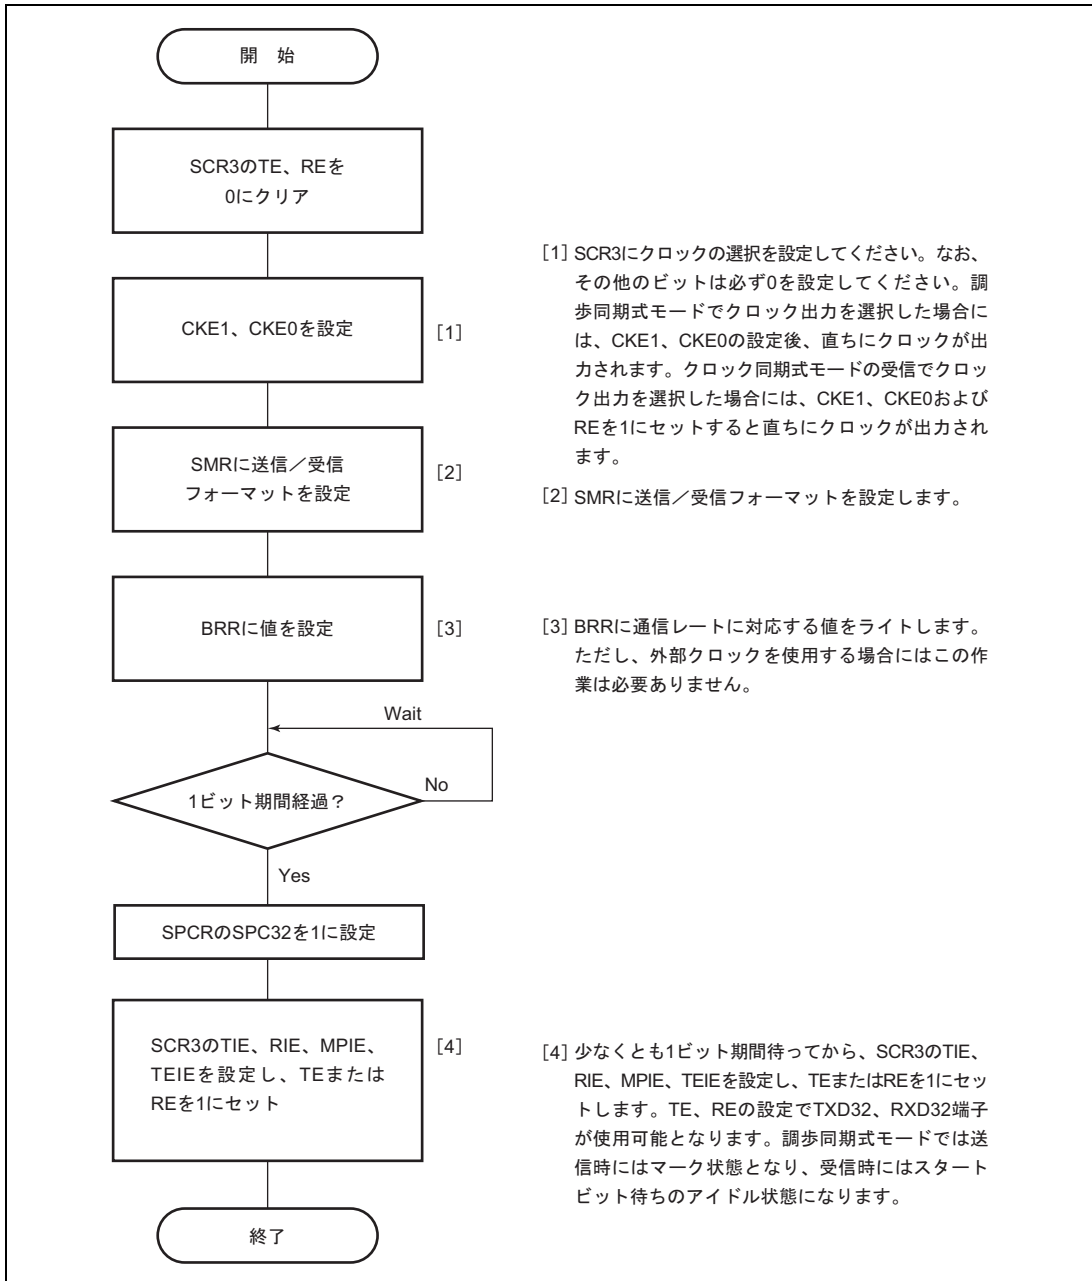 開　始
SCR3のTE、REを
0にクリア
CKE1、CKE0を設定
[1]
[1] SCR3にクロックの選択を設定してください。なお、
その他のビットは必ず0を設定してください。調
歩同期式モードでクロック出力を選択した場合に
は、CKE1、CKE0の設定後、直ちにクロックが出
力されます。クロック同期式モードの受信でクロッ
ク出力を選択した場合には、CKE1、CKE0および
REを1にセットすると直ちにクロックが出力され
ます。
SMRに送信／受信
フォーマットを設定
[2]
[2] SMRに送信／受信フォーマットを設定します。
BRRに値を設定
[3]
[3] BRRに通信レートに対応する値をライトします。
ただし、外部クロックを使用する場合にはこの作
業は必要ありません。
Wait
1ビット期間経過？
No
Yes
SPCRのSPC32を1に設定
SCR3のTIE、RIE、MPIE、
TEIEを設定し、TEまたは
REを1にセット
[4]
[4] 少なくとも1ビット期間待ってから、SCR3のTIE、
RIE、MPIE、TEIEを設定し、TEまたはREを1にセッ
トします。TE、REの設定でTXD32、RXD32端子
が使用可能となります。調歩同期式モードでは送
信時にはマーク状態となり、受信時にはスタート
ビット待ちのアイドル状態になります。
終了